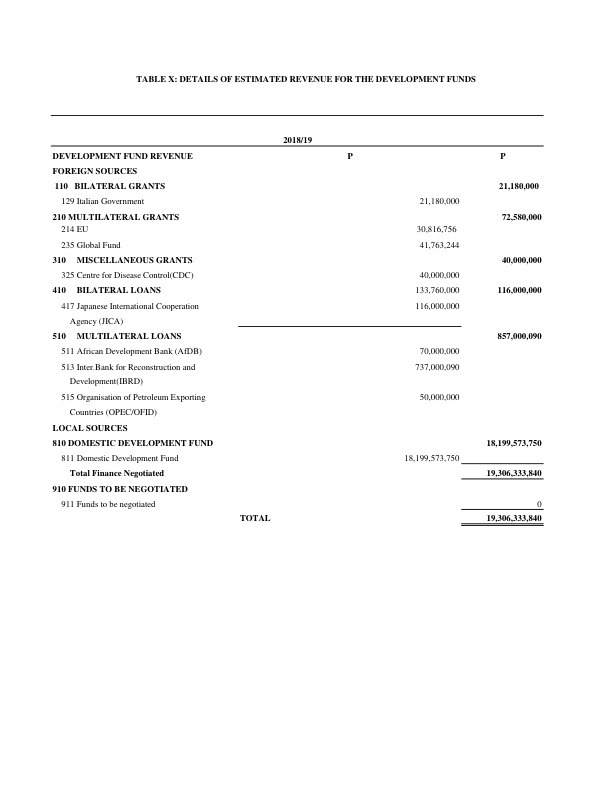 TABLE X: DETAILS OF ESTIMATED REVENUE FOR THE DEVELOPMENT FUNDS
2018/19
DEVELOPMENT FUND REVENUE P P
FOREIGN SOURCES
110 BILATERAL GRANTS 21,180,000
129 Italian Government 21,180,000
210 MULTILATERAL GRANTS 72,580,000
214 EU 30,816,756
235 Global Fund 41,763,244
310 MISCELLANEOUS GRANTS 40,000,000
325 Centre for Disease Control(CDC) 40,000,000
410 BILATERAL LOANS 133,760,000 116,000,000
417 Japanese International Cooperation 116,000,000
Agency (JICA)
510 MULTILATERAL LOANS 857,000,090
511 African Development Bank (AfDB) 70,000,000
513 Inter.Bank for Reconstruction and 737,000,090
Development(IBRD)
515 Organisation of Petroleum Exporting 50,000,000
Countries (OPEC/OFID)
LOCAL SOURCES
810 DOMESTIC DEVELOPMENT FUND 18,199,573,750
811 Domestic Development Fund 18,199,573,750
Total Finance Negotiated 19,306,333,840
910 FUNDS TO BE NEGOTIATED
911 Funds to be negotiated 0
TOTAL 19,306,333,840